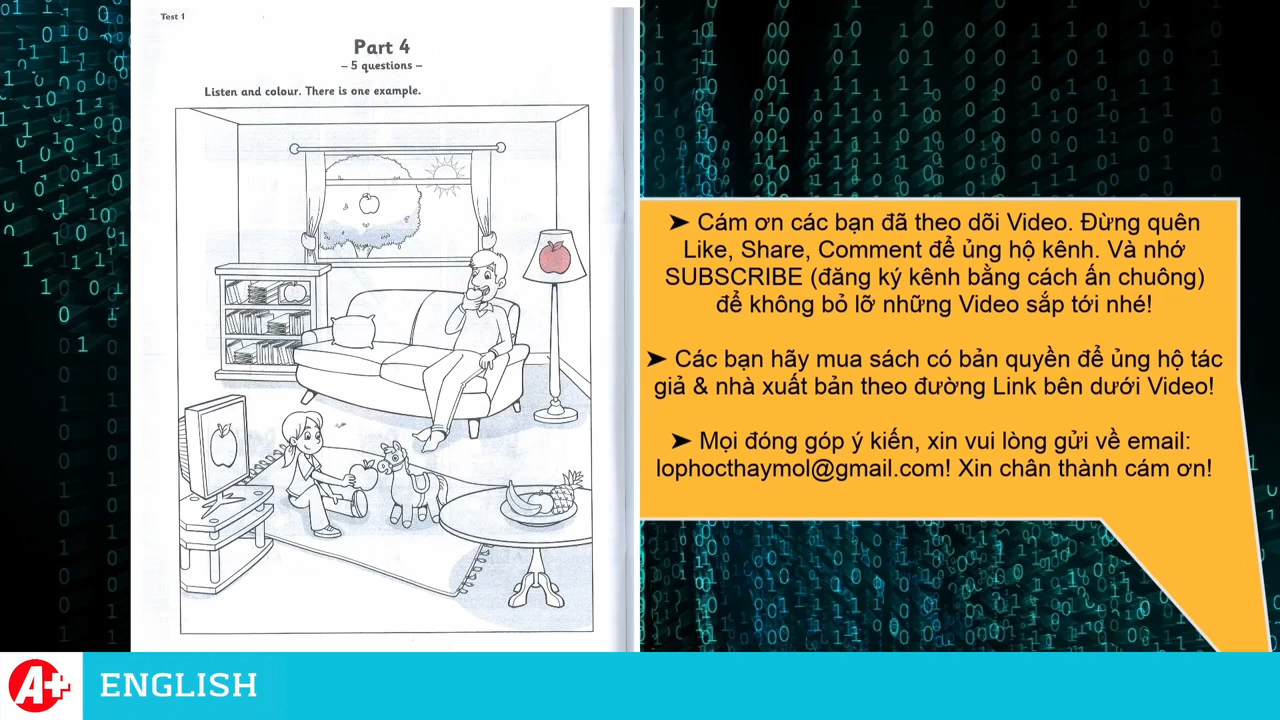 Test 1
Part 4
– 5 questions –
Listen and colour. There is one example.
➤ Cám ơn các bạn đã theo dõi Video. Đừng quên
Like, Share, Comment để ủng hộ kênh. Và nhớ
SUBSCRIBE (đăng ký kênh bằng cách ấn chuông)
để không bỏ lỡ những Video sắp tới nhé!
➤ Các bạn hãy mua sách có bản quyền để ủng hộ tác
giả & nhà xuất bản theo đường Link bên dưới Video!
➤ Mọi đóng góp ý kiến, xin vui lòng gửi về email:
lophocthaymol@gmail.com! Xin chân thành cám ơn!
A+ ENGLISH